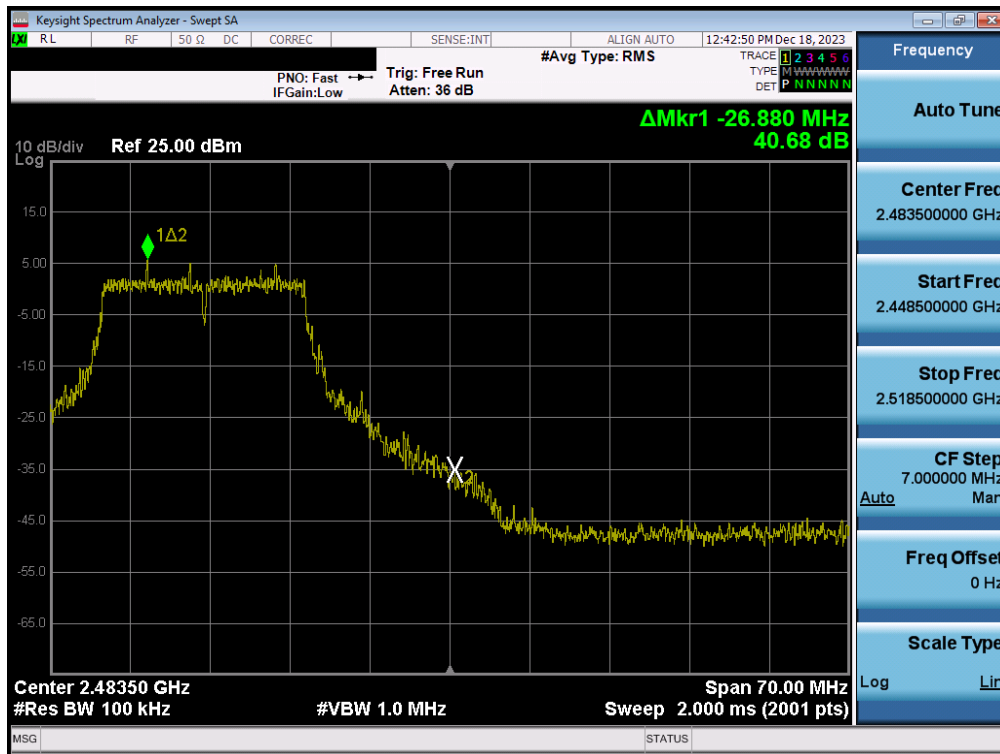 Keysight Spectrum Analyzer - Swept SA
LXI RL RF 50 Ω DC CORREC SENSE:INT ALIGN AUTO 12:42:50 PM Dec 18, 2023
PNO: Fast
IFGain:Low
Trig: Free Run
Atten: 36 dB
#Avg Type: RMS
TRACE 1 2 3 4 5 6
TYPE M WWWWW
DET P N N N N N
ΔMkr1 -26.880 MHz
40.68 dB
10 dB/div Ref 25.00 dBm
Log
15.0
5.00
-5.00
-15.0
-25.0
-35.0
-45.0
-55.0
-65.0
1Δ2
X2
Center 2.48350 GHz Span 70.00 MHz
#Res BW 100 kHz #VBW 1.0 MHz Sweep 2.000 ms (2001 pts)
MSG STATUS
Frequency
Auto Tune
Center Freq
2.483500000 GHz
Start Freq
2.448500000 GHz
Stop Freq
2.518500000 GHz
CF Step
7.000000 MHz
Auto Man
Freq Offset
0 Hz
Scale Type
Log Lin